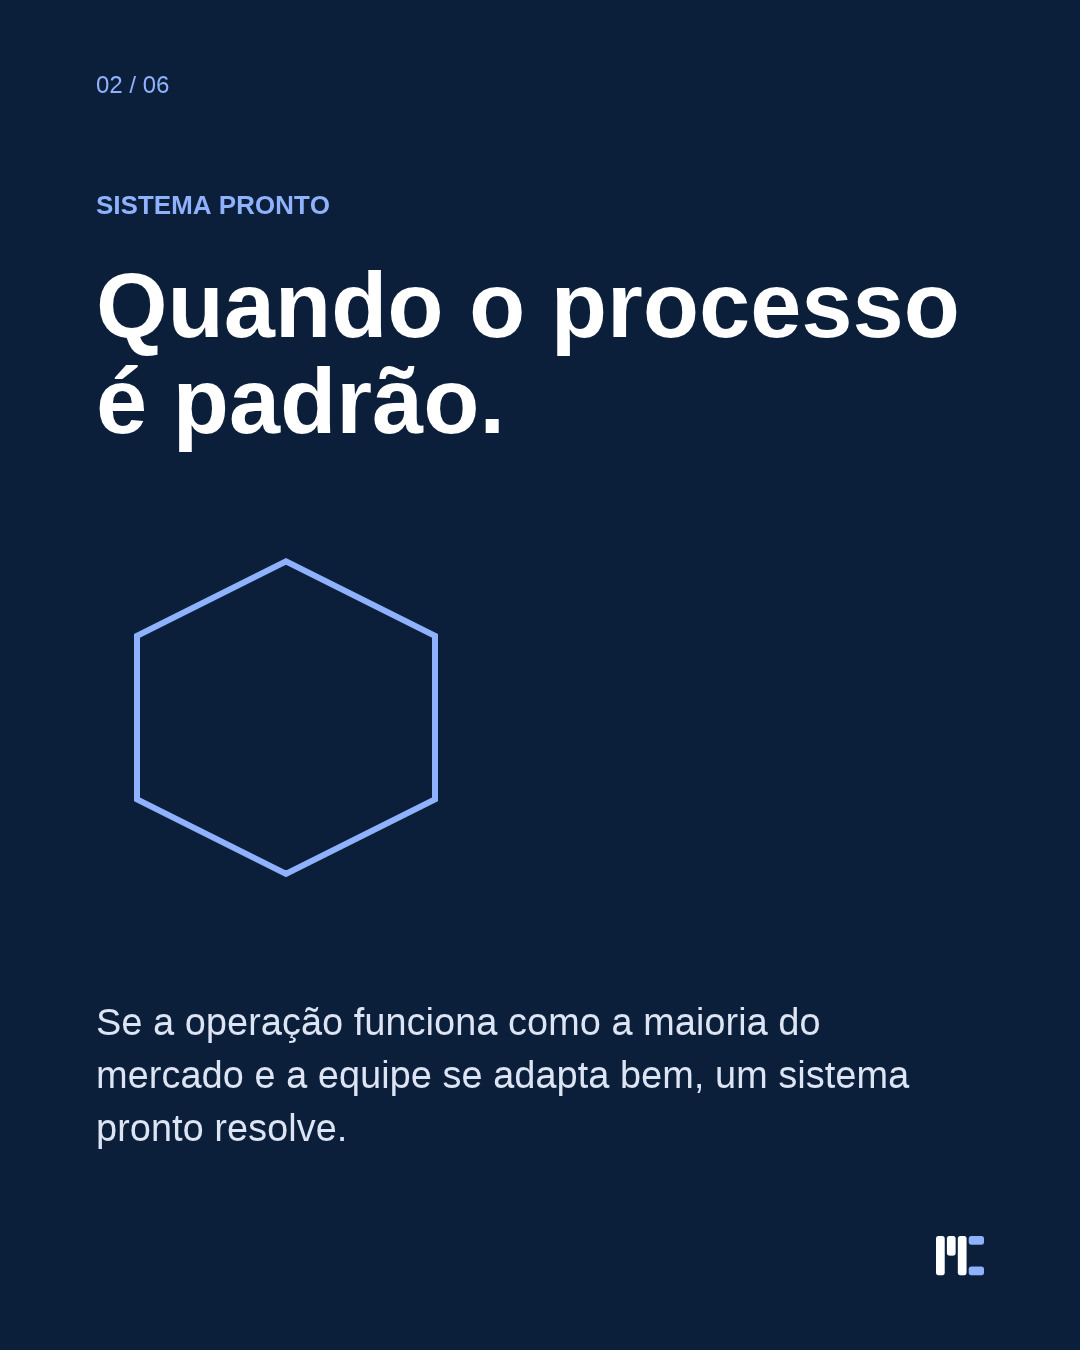 02 / 06
SISTEMA PRONTO
Quando o processo
é padrão.
Se a operação funciona como a maioria do
mercado e a equipe se adapta bem, um sistema
pronto resolve.
MC